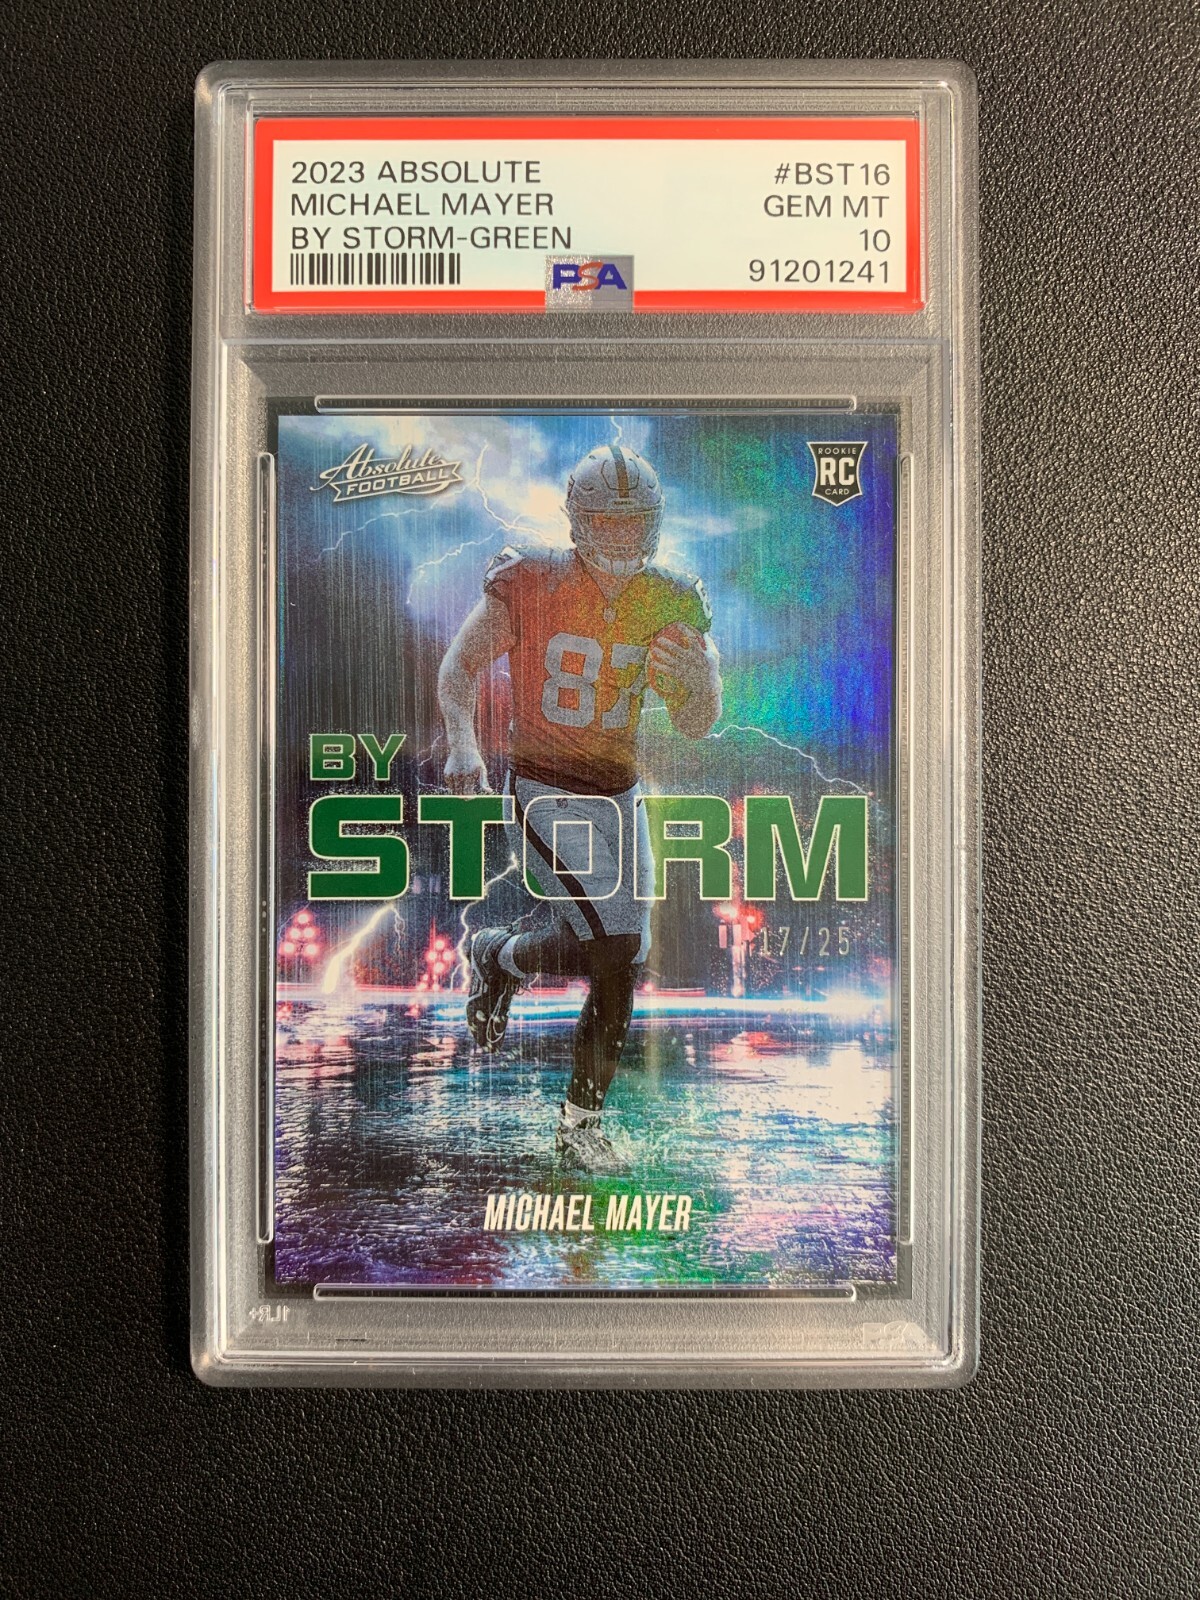 2023 ABSOLUTE #BST16
MICHAEL MAYER GEM MT
BY STORM-GREEN 10
PSA 91201241
Absolute
FOOTBALL
ROOKIE
RC
CARD
87
BY
STORM
17/25
MICHAEL MAYER
PSA